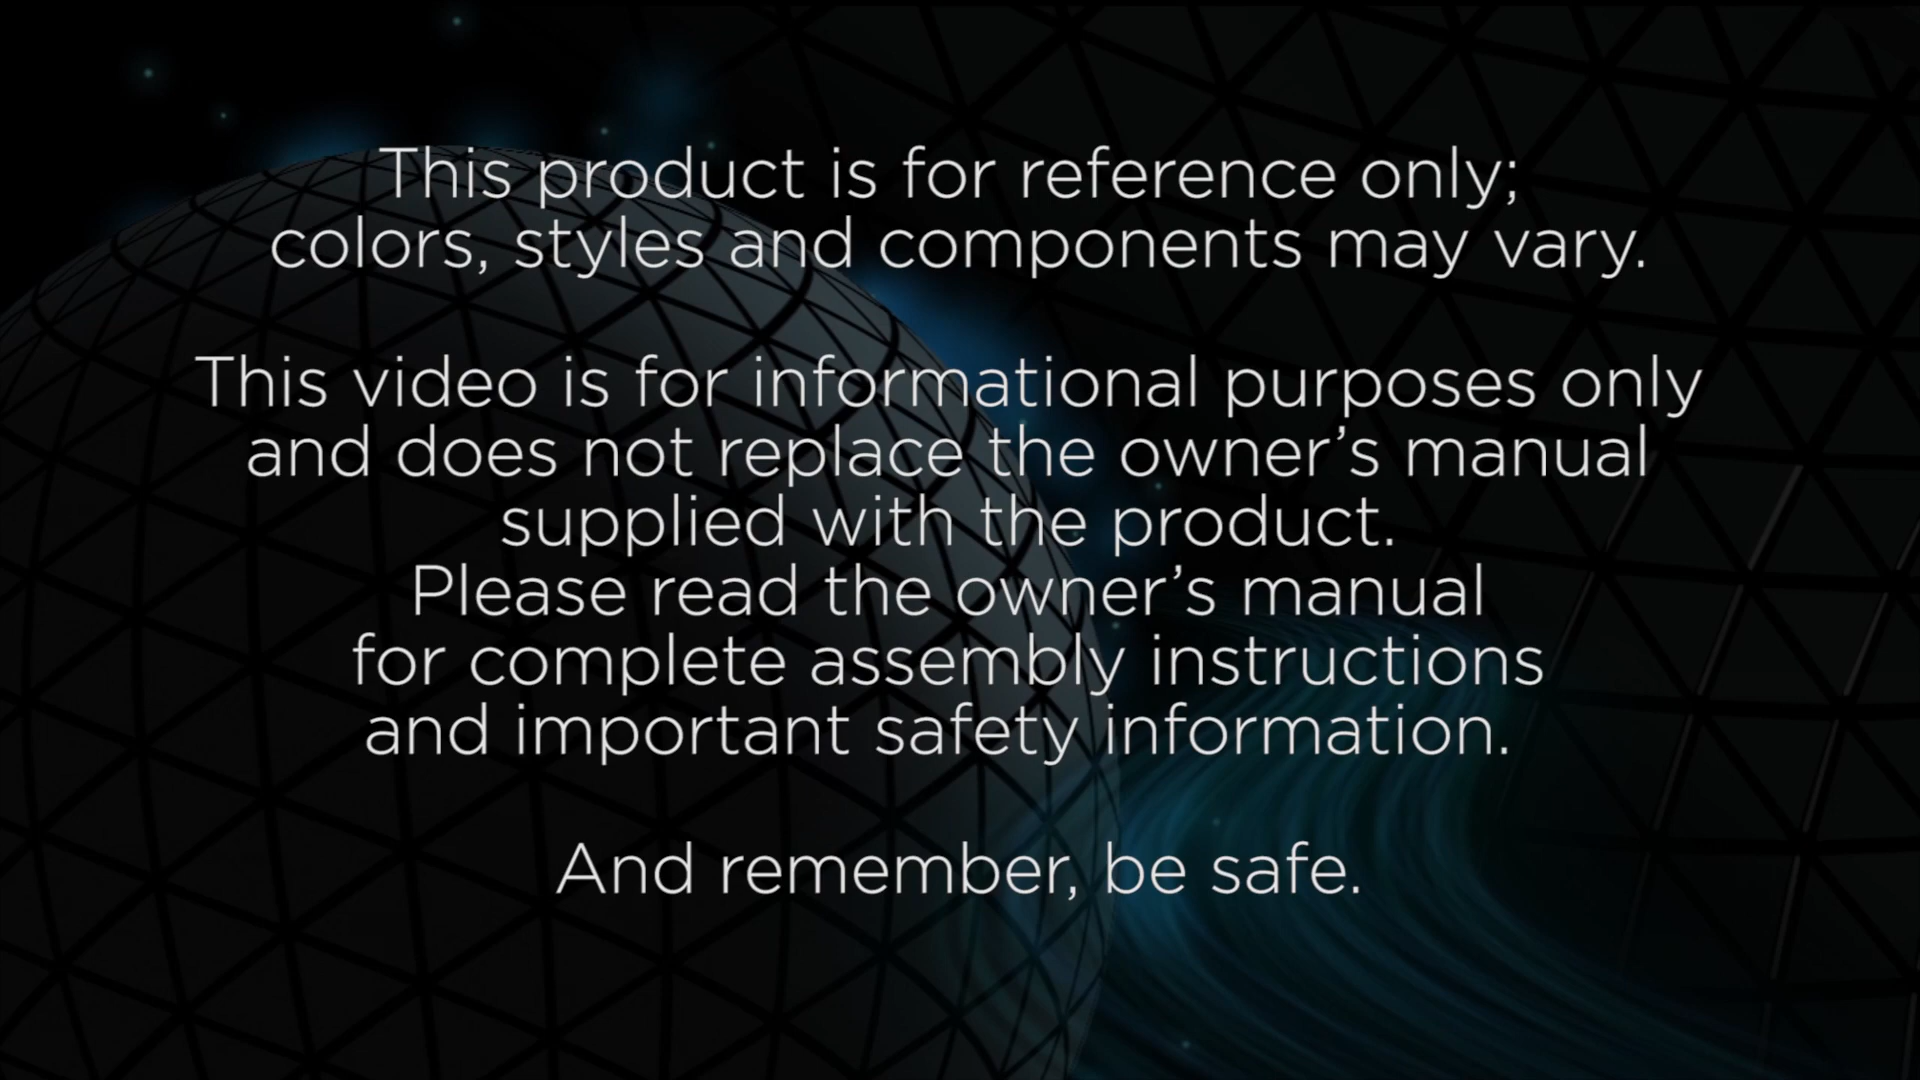 This product is for reference only;
colors, styles and components may vary.
This video is for informational purposes only
and does not replace the owner’s manual
supplied with the product.
Please read the owner’s manual
for complete assembly instructions
and important safety information.
And remember, be safe.